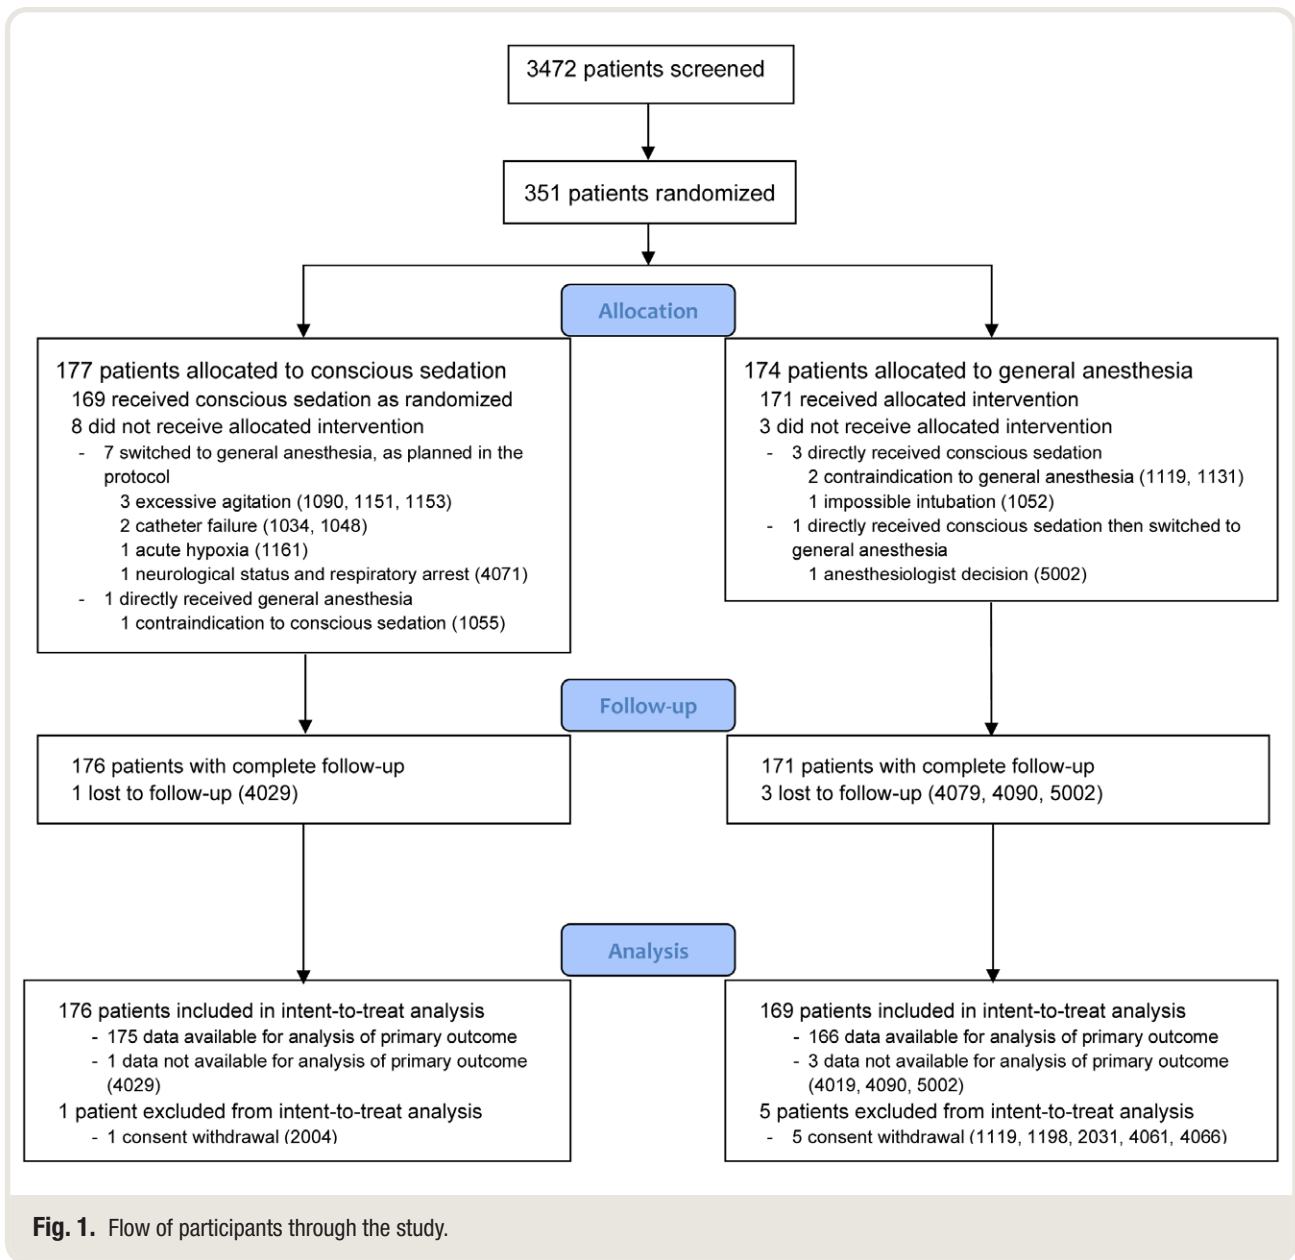 3472 patients screened
351 patients randomized
Allocation
177 patients allocated to conscious sedation
169 received conscious sedation as randomized
8 did not receive allocated intervention
- 7 switched to general anesthesia, as planned in the
protocol
3 excessive agitation (1090, 1151, 1153)
2 catheter failure (1034, 1048)
1 acute hypoxia (1161)
1 neurological status and respiratory arrest (4071)
- 1 directly received general anesthesia
1 contraindication to conscious sedation (1055)
174 patients allocated to general anesthesia
171 received allocated intervention
3 did not receive allocated intervention
- 3 directly received conscious sedation
2 contraindication to general anesthesia (1119, 1131)
1 impossible intubation (1052)
- 1 directly received conscious sedation then switched to
general anesthesia
1 anesthesiologist decision (5002)
Follow-up
176 patients with complete follow-up
1 lost to follow-up (4029)
171 patients with complete follow-up
3 lost to follow-up (4079, 4090, 5002)
Analysis
176 patients included in intent-to-treat analysis
- 175 data available for analysis of primary outcome
- 1 data not available for analysis of primary outcome
(4029)
1 patient excluded from intent-to-treat analysis
- 1 consent withdrawal (2004)
169 patients included in intent-to-treat analysis
- 166 data available for analysis of primary outcome
- 3 data not available for analysis of primary outcome
(4019, 4090, 5002)
5 patients excluded from intent-to-treat analysis
- 5 consent withdrawal (1119, 1198, 2031, 4061, 4066)
Fig. 1. Flow of participants through the study.